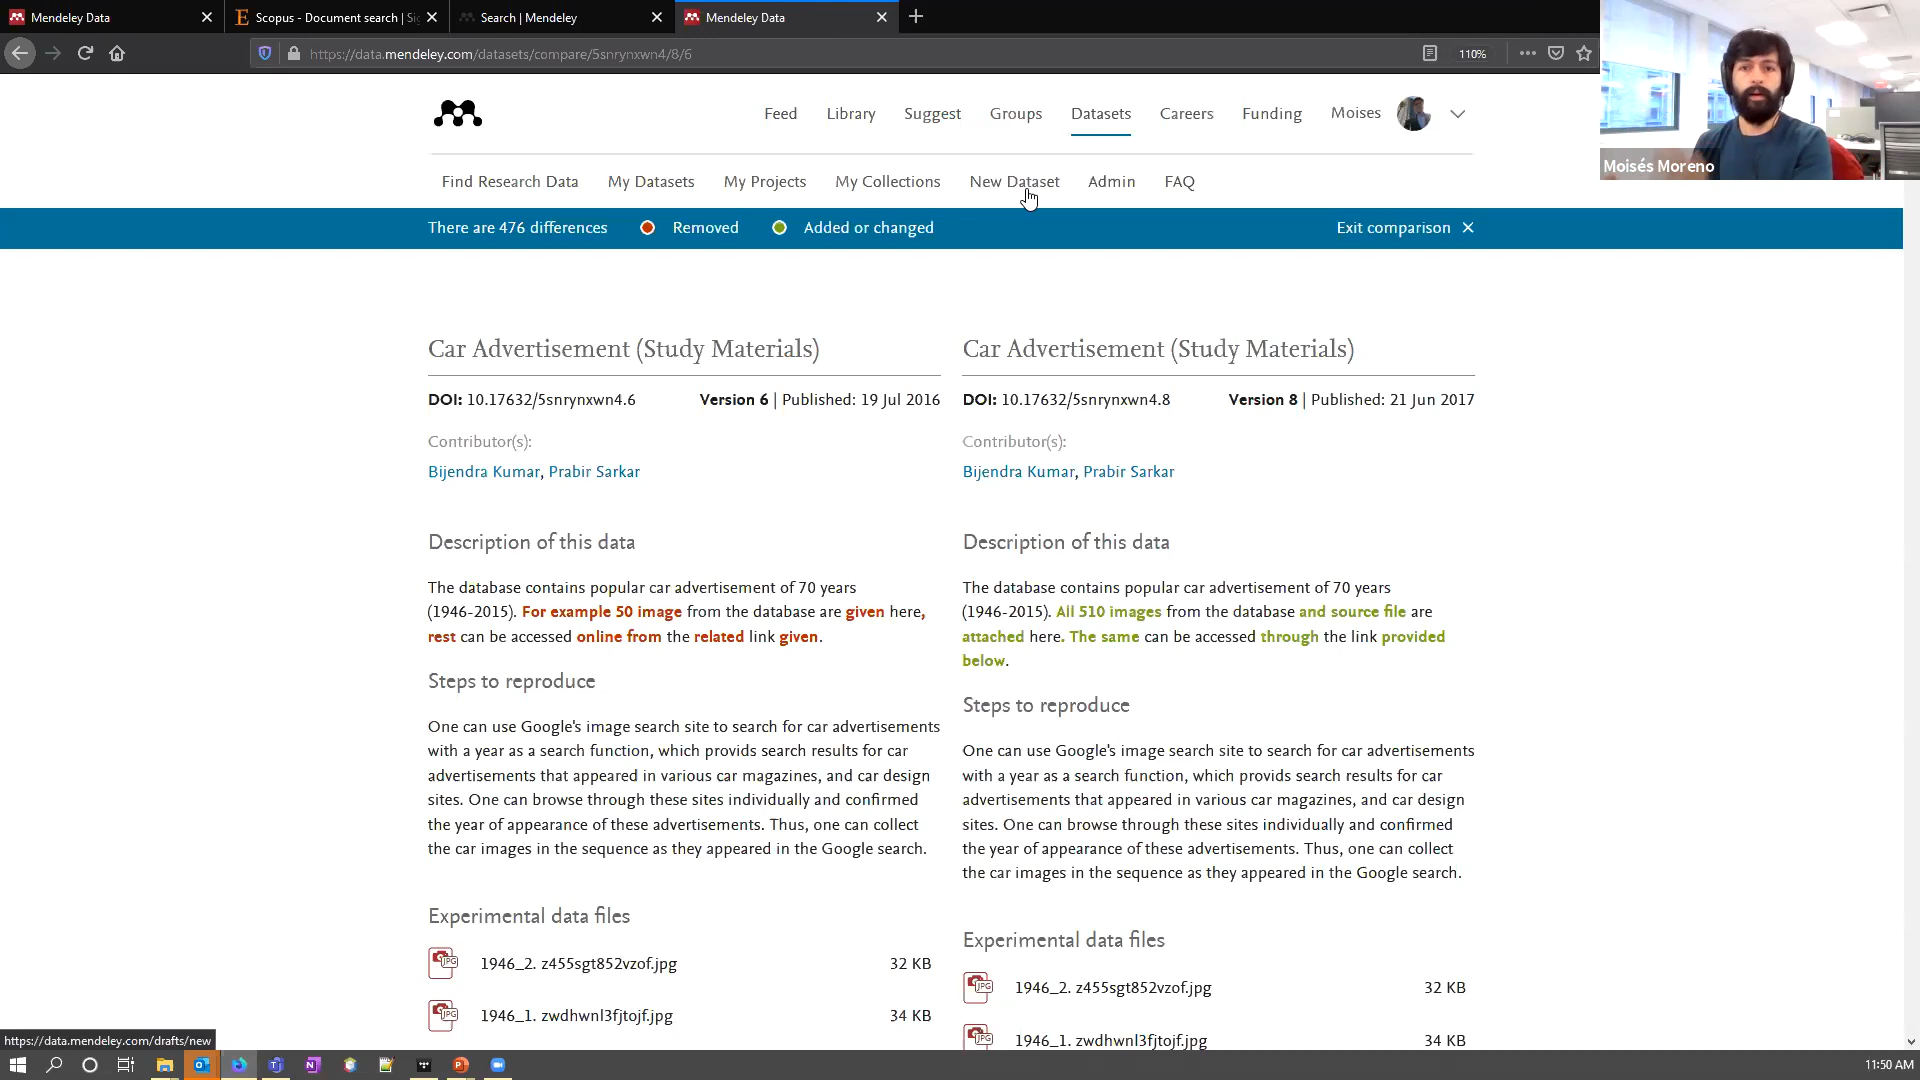 Mendeley Data
Scopus - Document search | Si
Search | Mendeley
Mendeley Data
https://data.mendeley.com/datasets/compare/5snrynxwn4/8/6
110%
Moisés Moreno
Feed Library Suggest Groups Datasets Careers Funding Moises
Find Research Data My Datasets My Projects My Collections New Dataset Admin FAQ
There are 476 differences Removed Added or changed Exit comparison
Car Advertisement (Study Materials)
DOI: 10.17632/5snrynxwn4.6 Version 6 | Published: 19 Jul 2016
Contributor(s):
Bijendra Kumar, Prabir Sarkar
Description of this data
The database contains popular car advertisement of 70 years
(1946-2015). For example 50 image from the database are given here,
rest can be accessed online from the related link given.
Steps to reproduce
One can use Google's image search site to search for car advertisements
with a year as a search function, which provids search results for car
advertisements that appeared in various car magazines, and car design
sites. One can browse through these sites individually and confirmed
the year of appearance of these advertisements. Thus, one can collect
the car images in the sequence as they appeared in the Google search.
Experimental data files
JPG 1946_2. z455sgt852vzof.jpg 32 KB
JPG 1946_1. zwdhwnl3fjtojf.jpg 34 KB
Car Advertisement (Study Materials)
DOI: 10.17632/5snrynxwn4.8 Version 8 | Published: 21 Jun 2017
Contributor(s):
Bijendra Kumar, Prabir Sarkar
Description of this data
The database contains popular car advertisement of 70 years
(1946-2015). All 510 images from the database and source file are
attached here. The same can be accessed through the link provided
below.
Steps to reproduce
One can use Google's image search site to search for car advertisements
with a year as a search function, which provids search results for car
advertisements that appeared in various car magazines, and car design
sites. One can browse through these sites individually and confirmed
the year of appearance of these advertisements. Thus, one can collect
the car images in the sequence as they appeared in the Google search.
Experimental data files
JPG 1946_2. z455sgt852vzof.jpg 32 KB
JPG 1946_1. zwdhwnl3fjtojf.jpg 34 KB
https://data.mendeley.com/drafts/new
11:50 AM